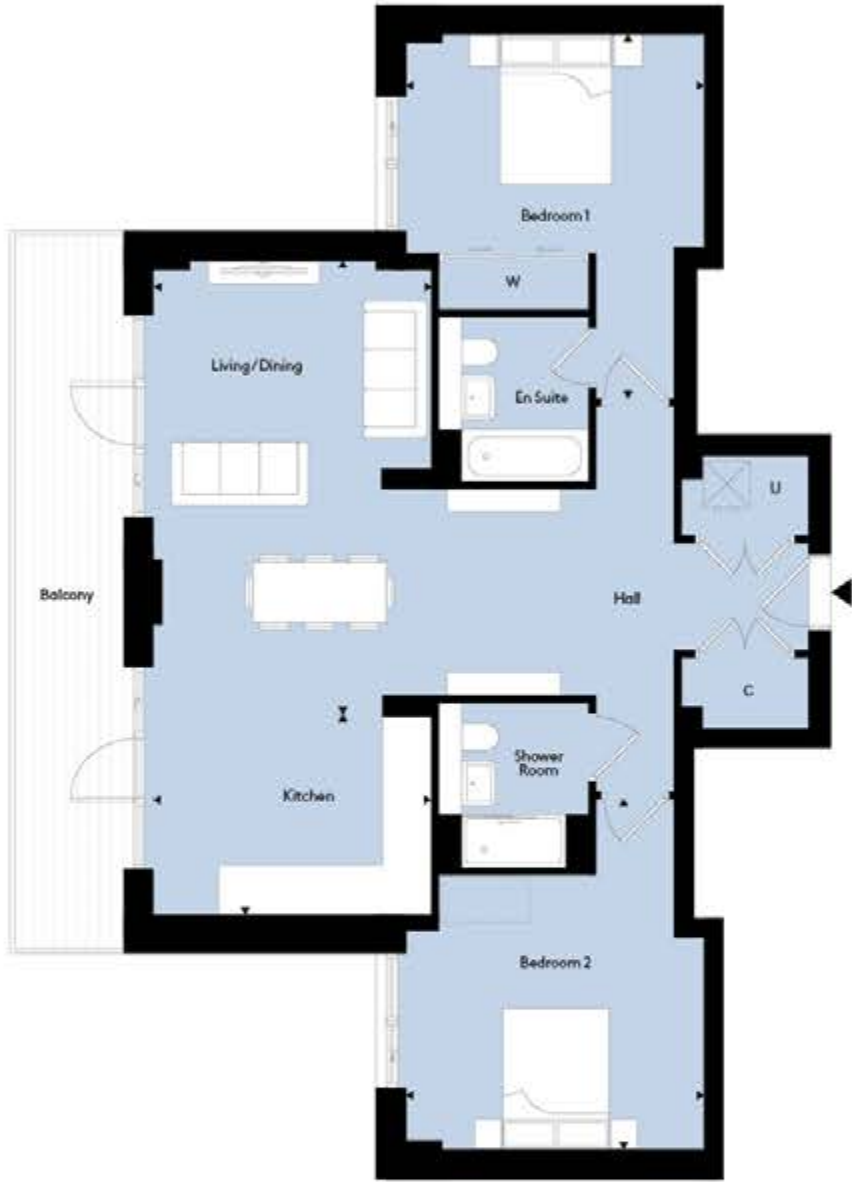 Bedroom 1
W
Living/Dining
En Suite
U
Balcony
Hall
C
Shower
Room
Kitchen
Bedroom 2